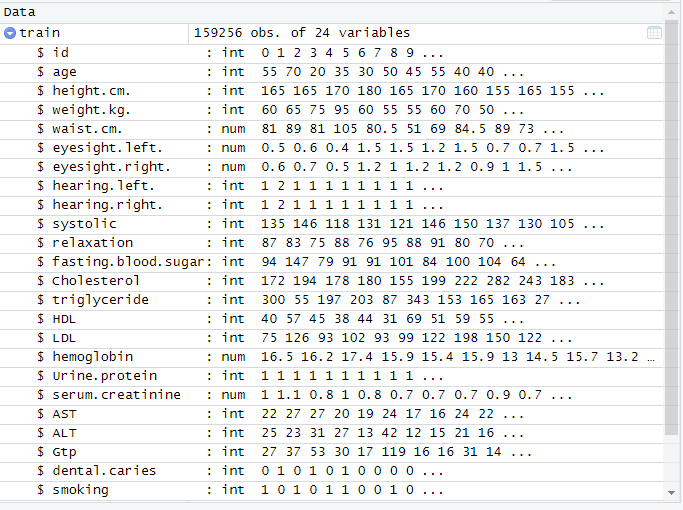 Data
train 159256 obs. of 24 variables
$ id : int 0 1 2 3 4 5 6 7 8 9 ...
$ age : int 55 70 20 35 30 50 45 55 40 40 ...
$ height.cm. : int 165 165 170 180 165 170 160 155 165 155 ...
$ weight.kg. : int 60 65 75 95 60 55 55 60 70 50 ...
$ waist.cm. : num 81 89 81 105 80.5 51 69 84.5 89 73 ...
$ eyesight.left. : num 0.5 0.6 0.4 1.5 1.5 1.2 1.5 0.7 0.7 1.5 ...
$ eyesight.right. : num 0.6 0.7 0.5 1.2 1 1.2 1.2 0.9 1 1.5 ...
$ hearing.left. : int 1 2 1 1 1 1 1 1 1 1 ...
$ hearing.right. : int 1 2 1 1 1 1 1 1 1 1 ...
$ systolic : int 135 146 118 131 121 146 150 137 130 105 ...
$ relaxation : int 87 83 75 88 76 95 88 91 80 70 ...
$ fasting.blood.sugar: int 94 147 79 91 91 101 84 100 104 64 ...
$ Cholesterol : int 172 194 178 180 155 199 222 282 243 183 ...
$ triglyceride : int 300 55 197 203 87 343 153 165 163 27 ...
$ HDL : int 40 57 45 38 44 31 69 51 59 55 ...
$ LDL : int 75 126 93 102 93 99 122 198 150 122 ...
$ hemoglobin : num 16.5 16.2 17.4 15.9 15.4 15.9 13 14.5 15.7 13.2 …
$ Urine.protein : int 1 1 1 1 1 1 1 1 1 1 ...
$ serum.creatinine : num 1 1.1 0.8 1 0.8 0.7 0.7 0.7 0.9 0.7 ...
$ AST : int 22 27 27 20 19 24 17 16 24 22 ...
$ ALT : int 25 23 31 27 13 42 12 15 21 16 ...
$ Gtp : int 27 37 53 30 17 119 16 16 31 14 ...
$ dental.caries : int 0 1 0 1 0 1 0 0 0 0 ...
$ smoking : int 1 0 1 0 1 1 0 0 1 0 ...